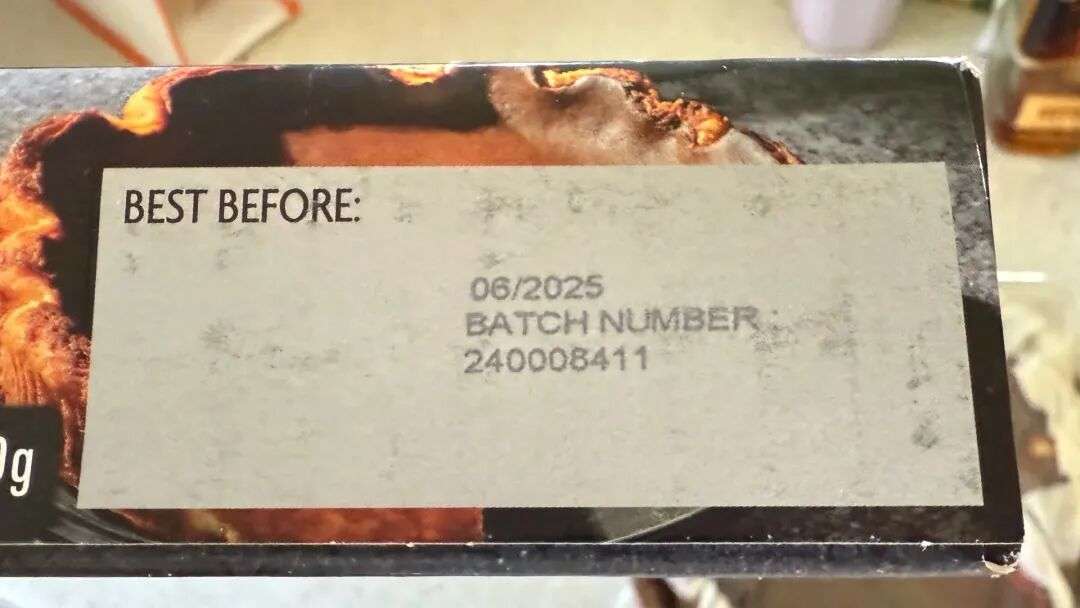 BEST BEFORE:
06/2025
BATCH NUMBER
240008411
g